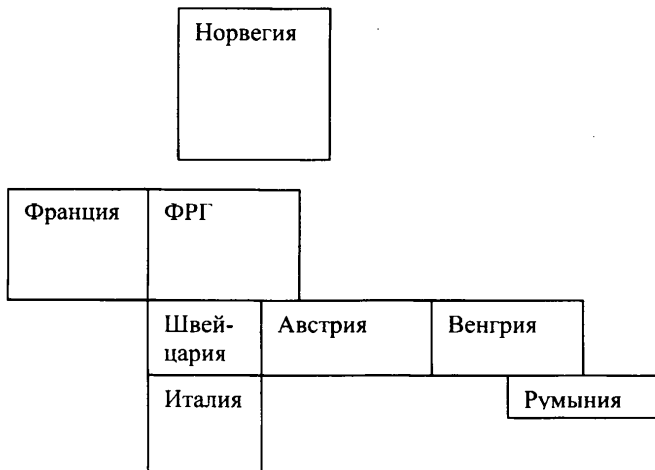 Норвегия
Франция
ФРГ
Швей-
цария
Австрия
Венгрия
Италия
Румыния